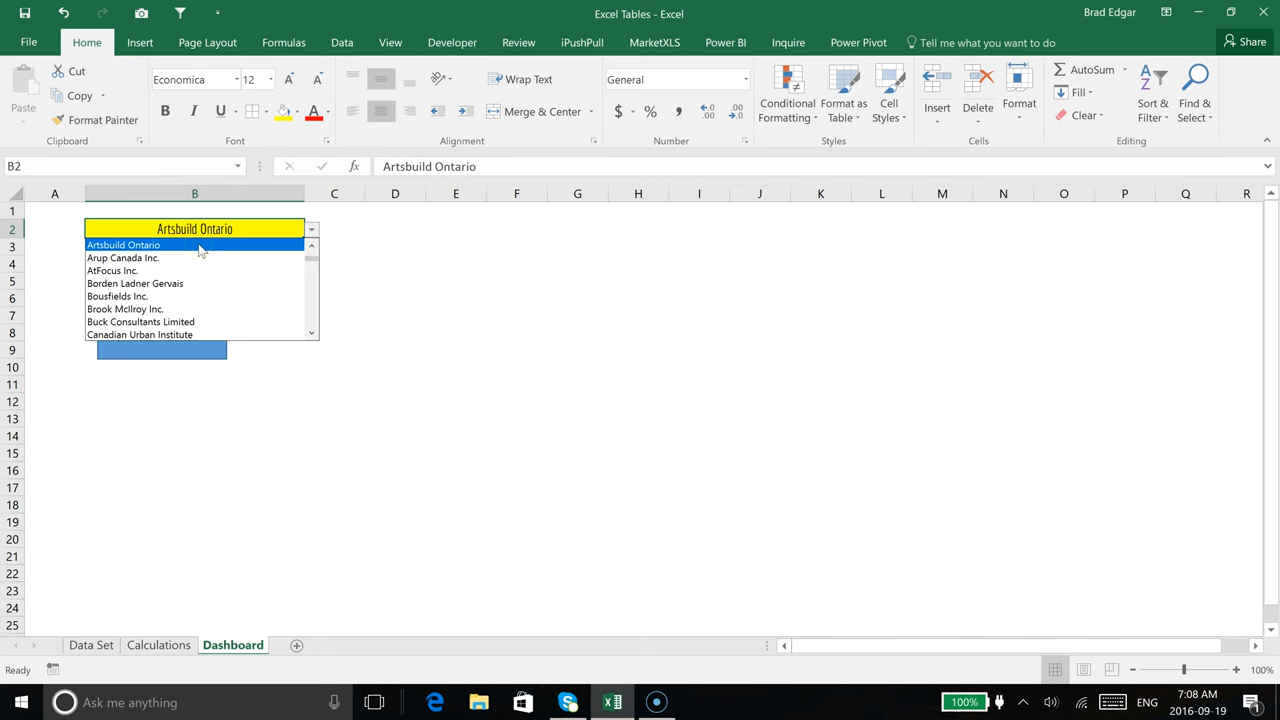 Excel Tables - Excel
Brad Edgar
File Home Insert Page Layout Formulas Data View Developer Review iPushPull MarketXLS Power BI Inquire Power Pivot Tell me what you want to do Share
Paste
Cut
Copy
Format Painter
Clipboard
Economica 12 A A
B I U A
Font
Wrap Text
Merge & Center
Alignment
General
$ % , .0 .00 .00 .0
Number
Conditional Formatting
Format as Table
Cell Styles
Styles
Insert
Delete
Format
Cells
AutoSum
Fill
Clear
Sort & Filter
Find & Select
Editing
B2 fx Artsbuild Ontario
A B C D E F G H I J K L M N O P Q R
1
2 Artsbuild Ontario
3 Artsbuild Ontario
Arup Canada Inc.
4 AtFocus Inc.
5 Borden Ladner Gervais
6 Bousfields Inc.
7 Brook McIlroy Inc.
Buck Consultants Limited
8 Canadian Urban Institute
9
10
11
12
13
14
15
16
17
18
19
20
21
22
23
24
25
Data Set Calculations Dashboard
Ready 100%
Ask me anything 100% 7:08 AM
2016-09-19
1